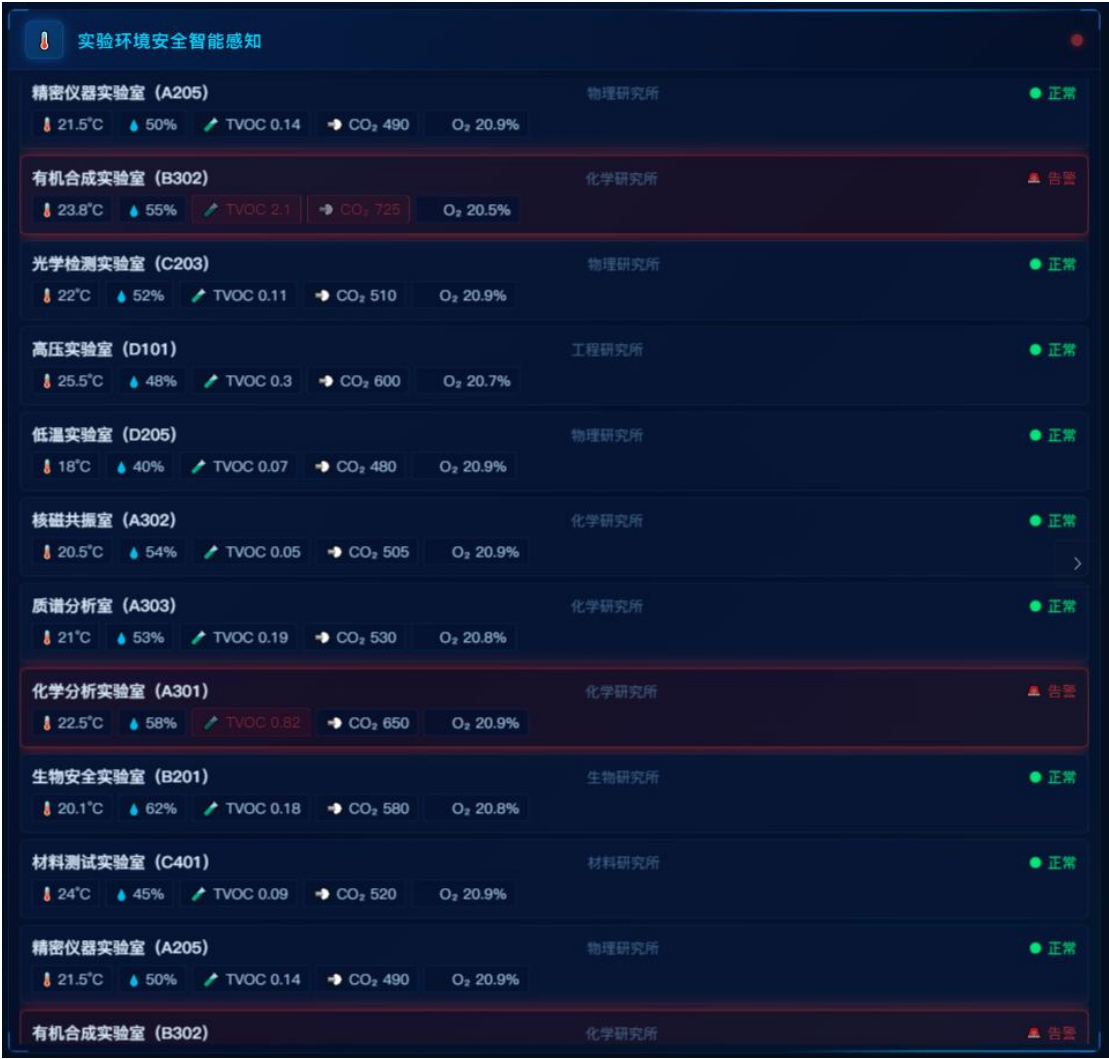 实验环境安全智能感知
精密仪器实验室（A205） 物理研究所 正常
21.5°C 50% TVOC 0.14 CO₂ 490 O₂ 20.9%
有机合成实验室（B302） 化学研究所 告警
23.8°C 55% TVOC 2.1 CO₂ 725 O₂ 20.5%
光学检测实验室（C203） 物理研究所 正常
22°C 52% TVOC 0.11 CO₂ 510 O₂ 20.9%
高压实验室（D101） 工程研究所 正常
25.5°C 48% TVOC 0.3 CO₂ 600 O₂ 20.7%
低温实验室（D205） 物理研究所 正常
18°C 40% TVOC 0.07 CO₂ 480 O₂ 20.9%
核磁共振室（A302） 化学研究所 正常
20.5°C 54% TVOC 0.05 CO₂ 505 O₂ 20.9%
质谱分析室（A303） 化学研究所 正常
21°C 53% TVOC 0.19 CO₂ 530 O₂ 20.8%
化学分析实验室（A301） 化学研究所 告警
22.5°C 58% TVOC 0.82 CO₂ 650 O₂ 20.9%
生物安全实验室（B201） 生物研究所 正常
20.1°C 62% TVOC 0.18 CO₂ 580 O₂ 20.8%
材料测试实验室（C401） 材料研究所 正常
24°C 45% TVOC 0.09 CO₂ 520 O₂ 20.9%
精密仪器实验室（A205） 物理研究所 正常
21.5°C 50% TVOC 0.14 CO₂ 490 O₂ 20.9%
有机合成实验室（B302） 化学研究所 告警